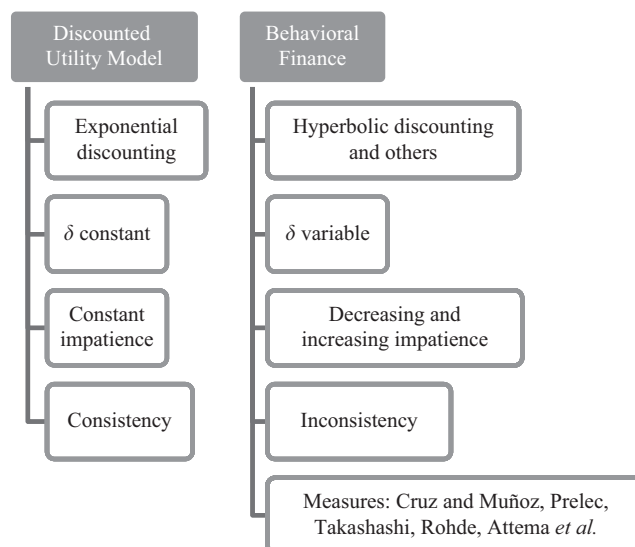 Discounted
Utility Model
Exponential
discounting
δ constant
Constant
impatience
Consistency
Behavioral
Finance
Hyperbolic discounting
and others
δ variable
Decreasing and
increasing impatience
Inconsistency
Measures: Cruz and Muñoz, Prelec,
Takashashi, Rohde, Attema et al.